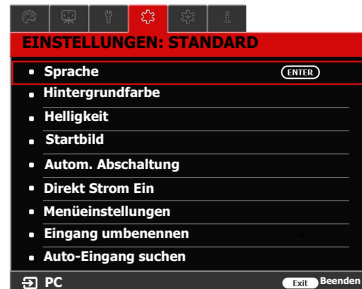 EINSTELLUNGEN: STANDARD
Sprache ENTER
Hintergrundfarbe
Helligkeit
Startbild
Autom. Abschaltung
Direkt Strom Ein
Menüeinstellungen
Eingang umbenennen
Auto-Eingang suchen
PC Exit Beenden